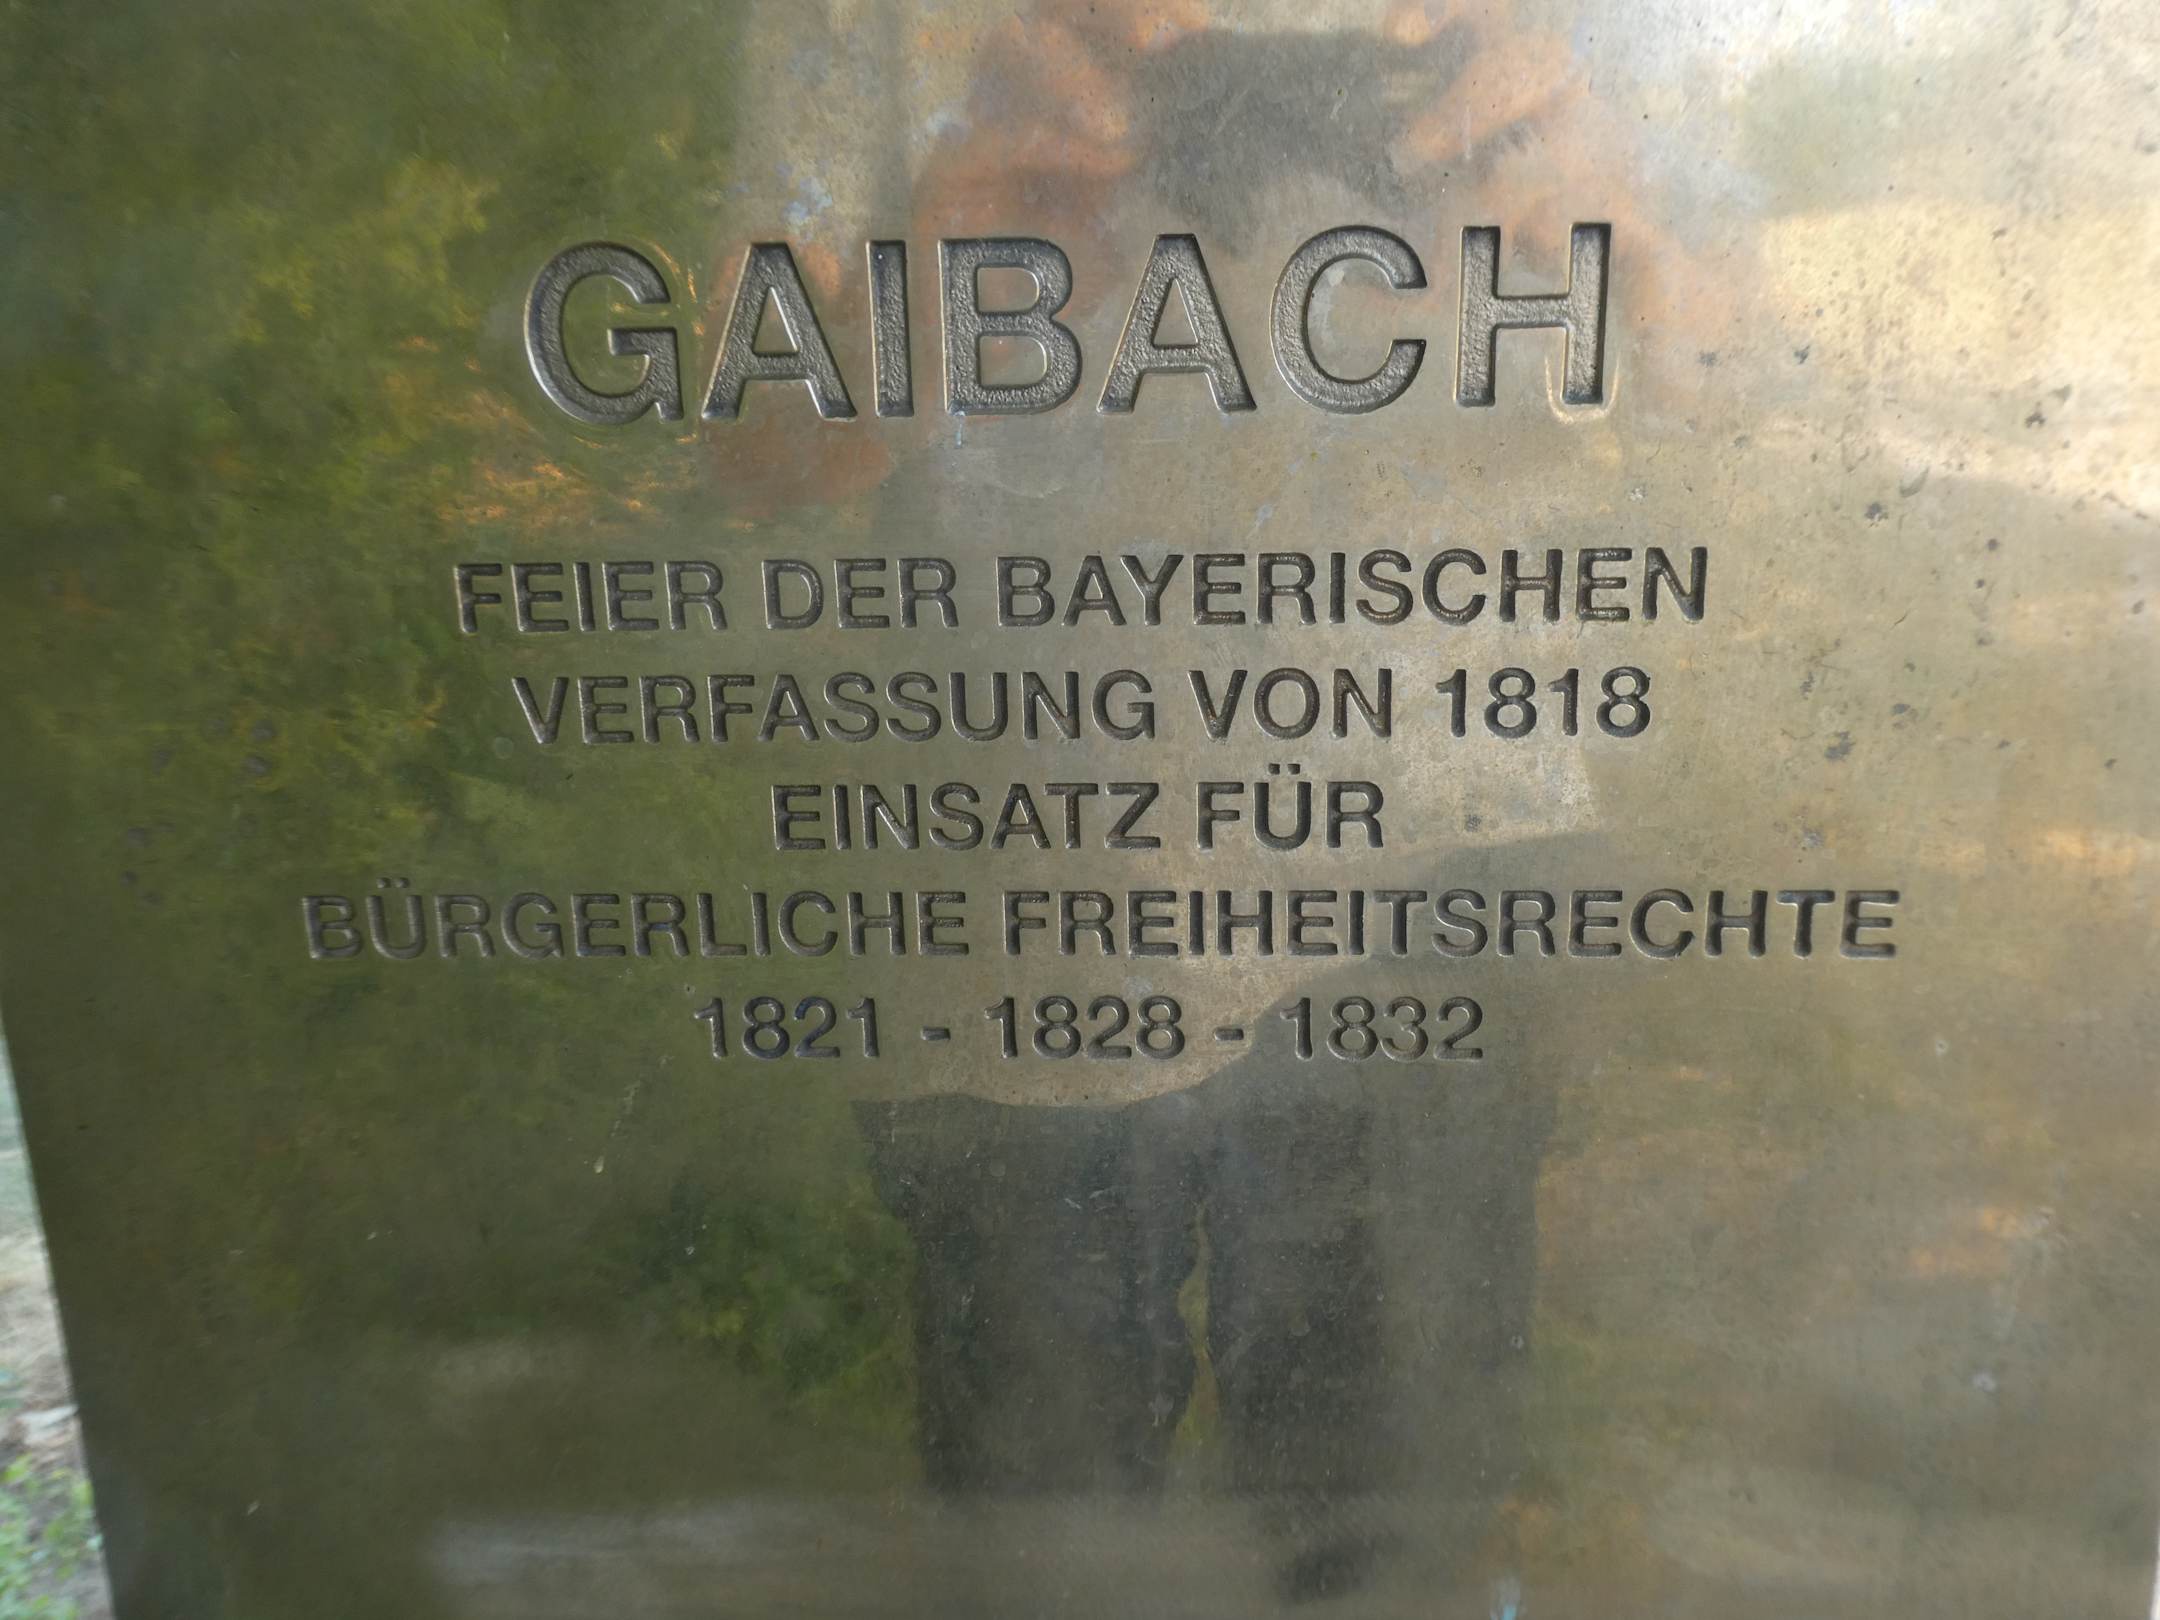 GAIBACH
FEIER DER BAYERISCHEN
VERFASSUNG VON 1818
EINSATZ FÜR
BÜRGERLICHE FREIHEITSRECHTE
1821 - 1828 - 1832